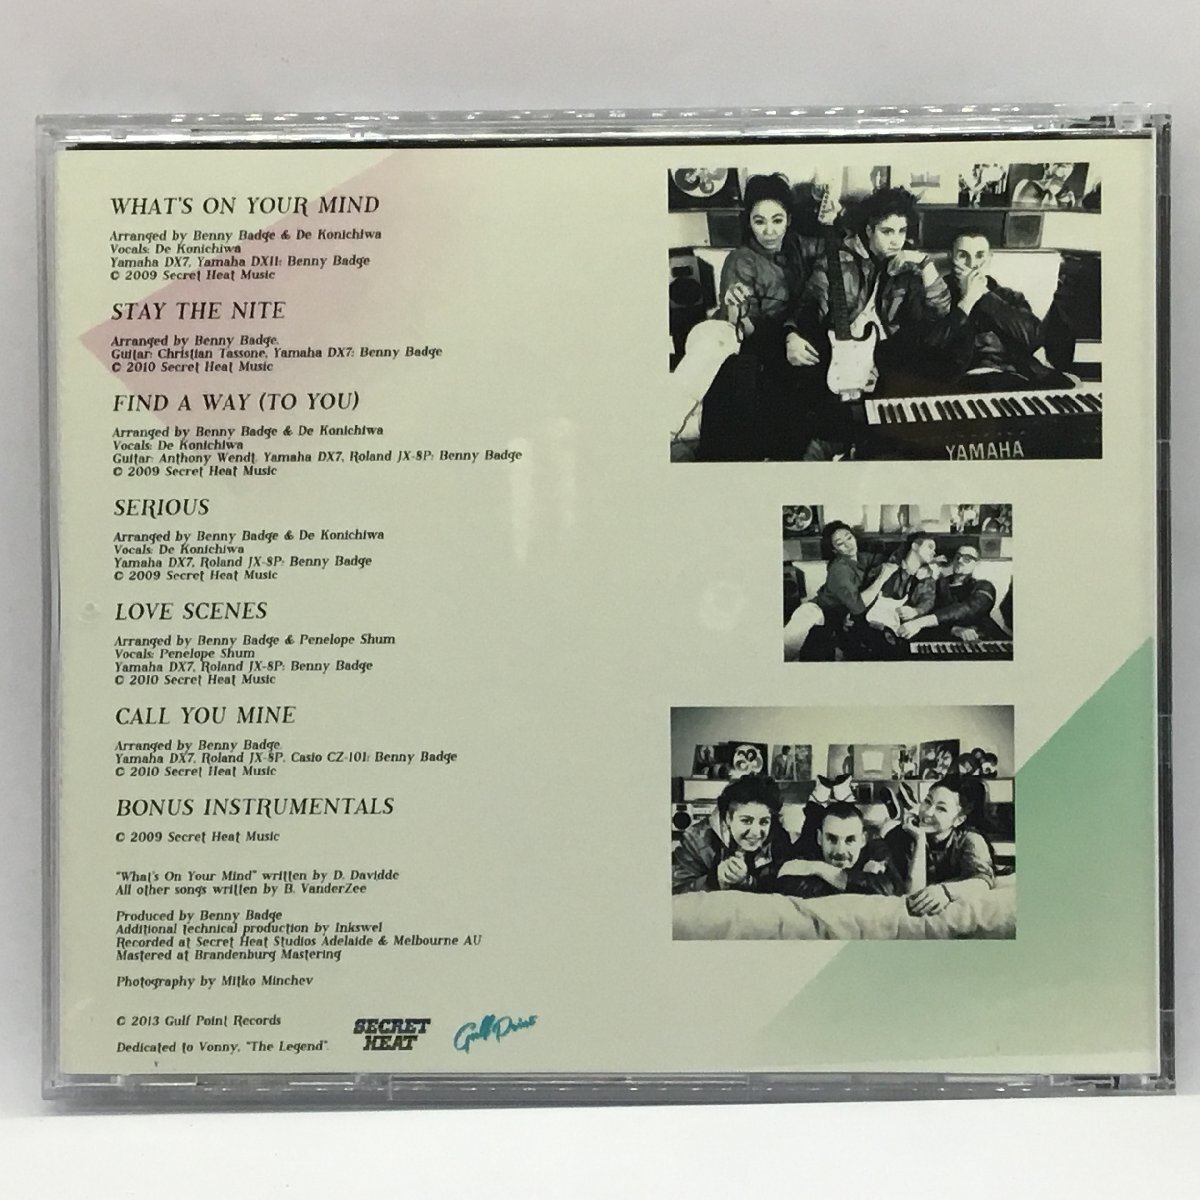 WHAT'S ON YOUR MIND
Arranged by Benny Badge & De Konichiwa
Vocals: De Konichiwa
Yamaha DX7, Yamaha DX11: Benny Badge
© 2009 Secret Heat Music
STAY THE NITE
Arranged by Benny Badge.
Guitar: Christian Tassone, Yamaha DX7: Benny Badge
© 2010 Secret Heat Music
FIND A WAY (TO YOU)
Arranged by Benny Badge & De Konichiwa
Vocals: De Konichiwa
Guitar: Anthony Wendt, Yamaha DX7, Roland JX-8P: Benny Badge
© 2009 Secret Heat Music
SERIOUS
Arranged by Benny Badge & De Konichiwa
Vocals: De Konichiwa
Yamaha DX7, Roland JX-8P: Benny Badge
© 2009 Secret Heat Music
LOVE SCENES
Arranged by Benny Badge & Penelope Shum
Vocals: Penelope Shum
Yamaha DX7, Roland JX-8P: Benny Badge
© 2010 Secret Heat Music
CALL YOU MINE
Arranged by Benny Badge.
Yamaha DX7, Roland JX-8P, Casio CZ-101: Benny Badge
© 2010 Secret Heat Music
BONUS INSTRUMENTALS
© 2009 Secret Heat Music
"What's On Your Mind" written by D. Davidde
All other songs written by B. VanderZee
Produced by Benny Badge
Additional technical production by Inkswel
Recorded at Secret Heat Studios Adelaide & Melbourne AU
Mastered at Brandenburg Mastering
Photography by Mitko Minchev
© 2013 Gulf Point Records
Dedicated to Vonny, "The Legend".
SECRET
HEAT
Gulf Point
YAMAHA